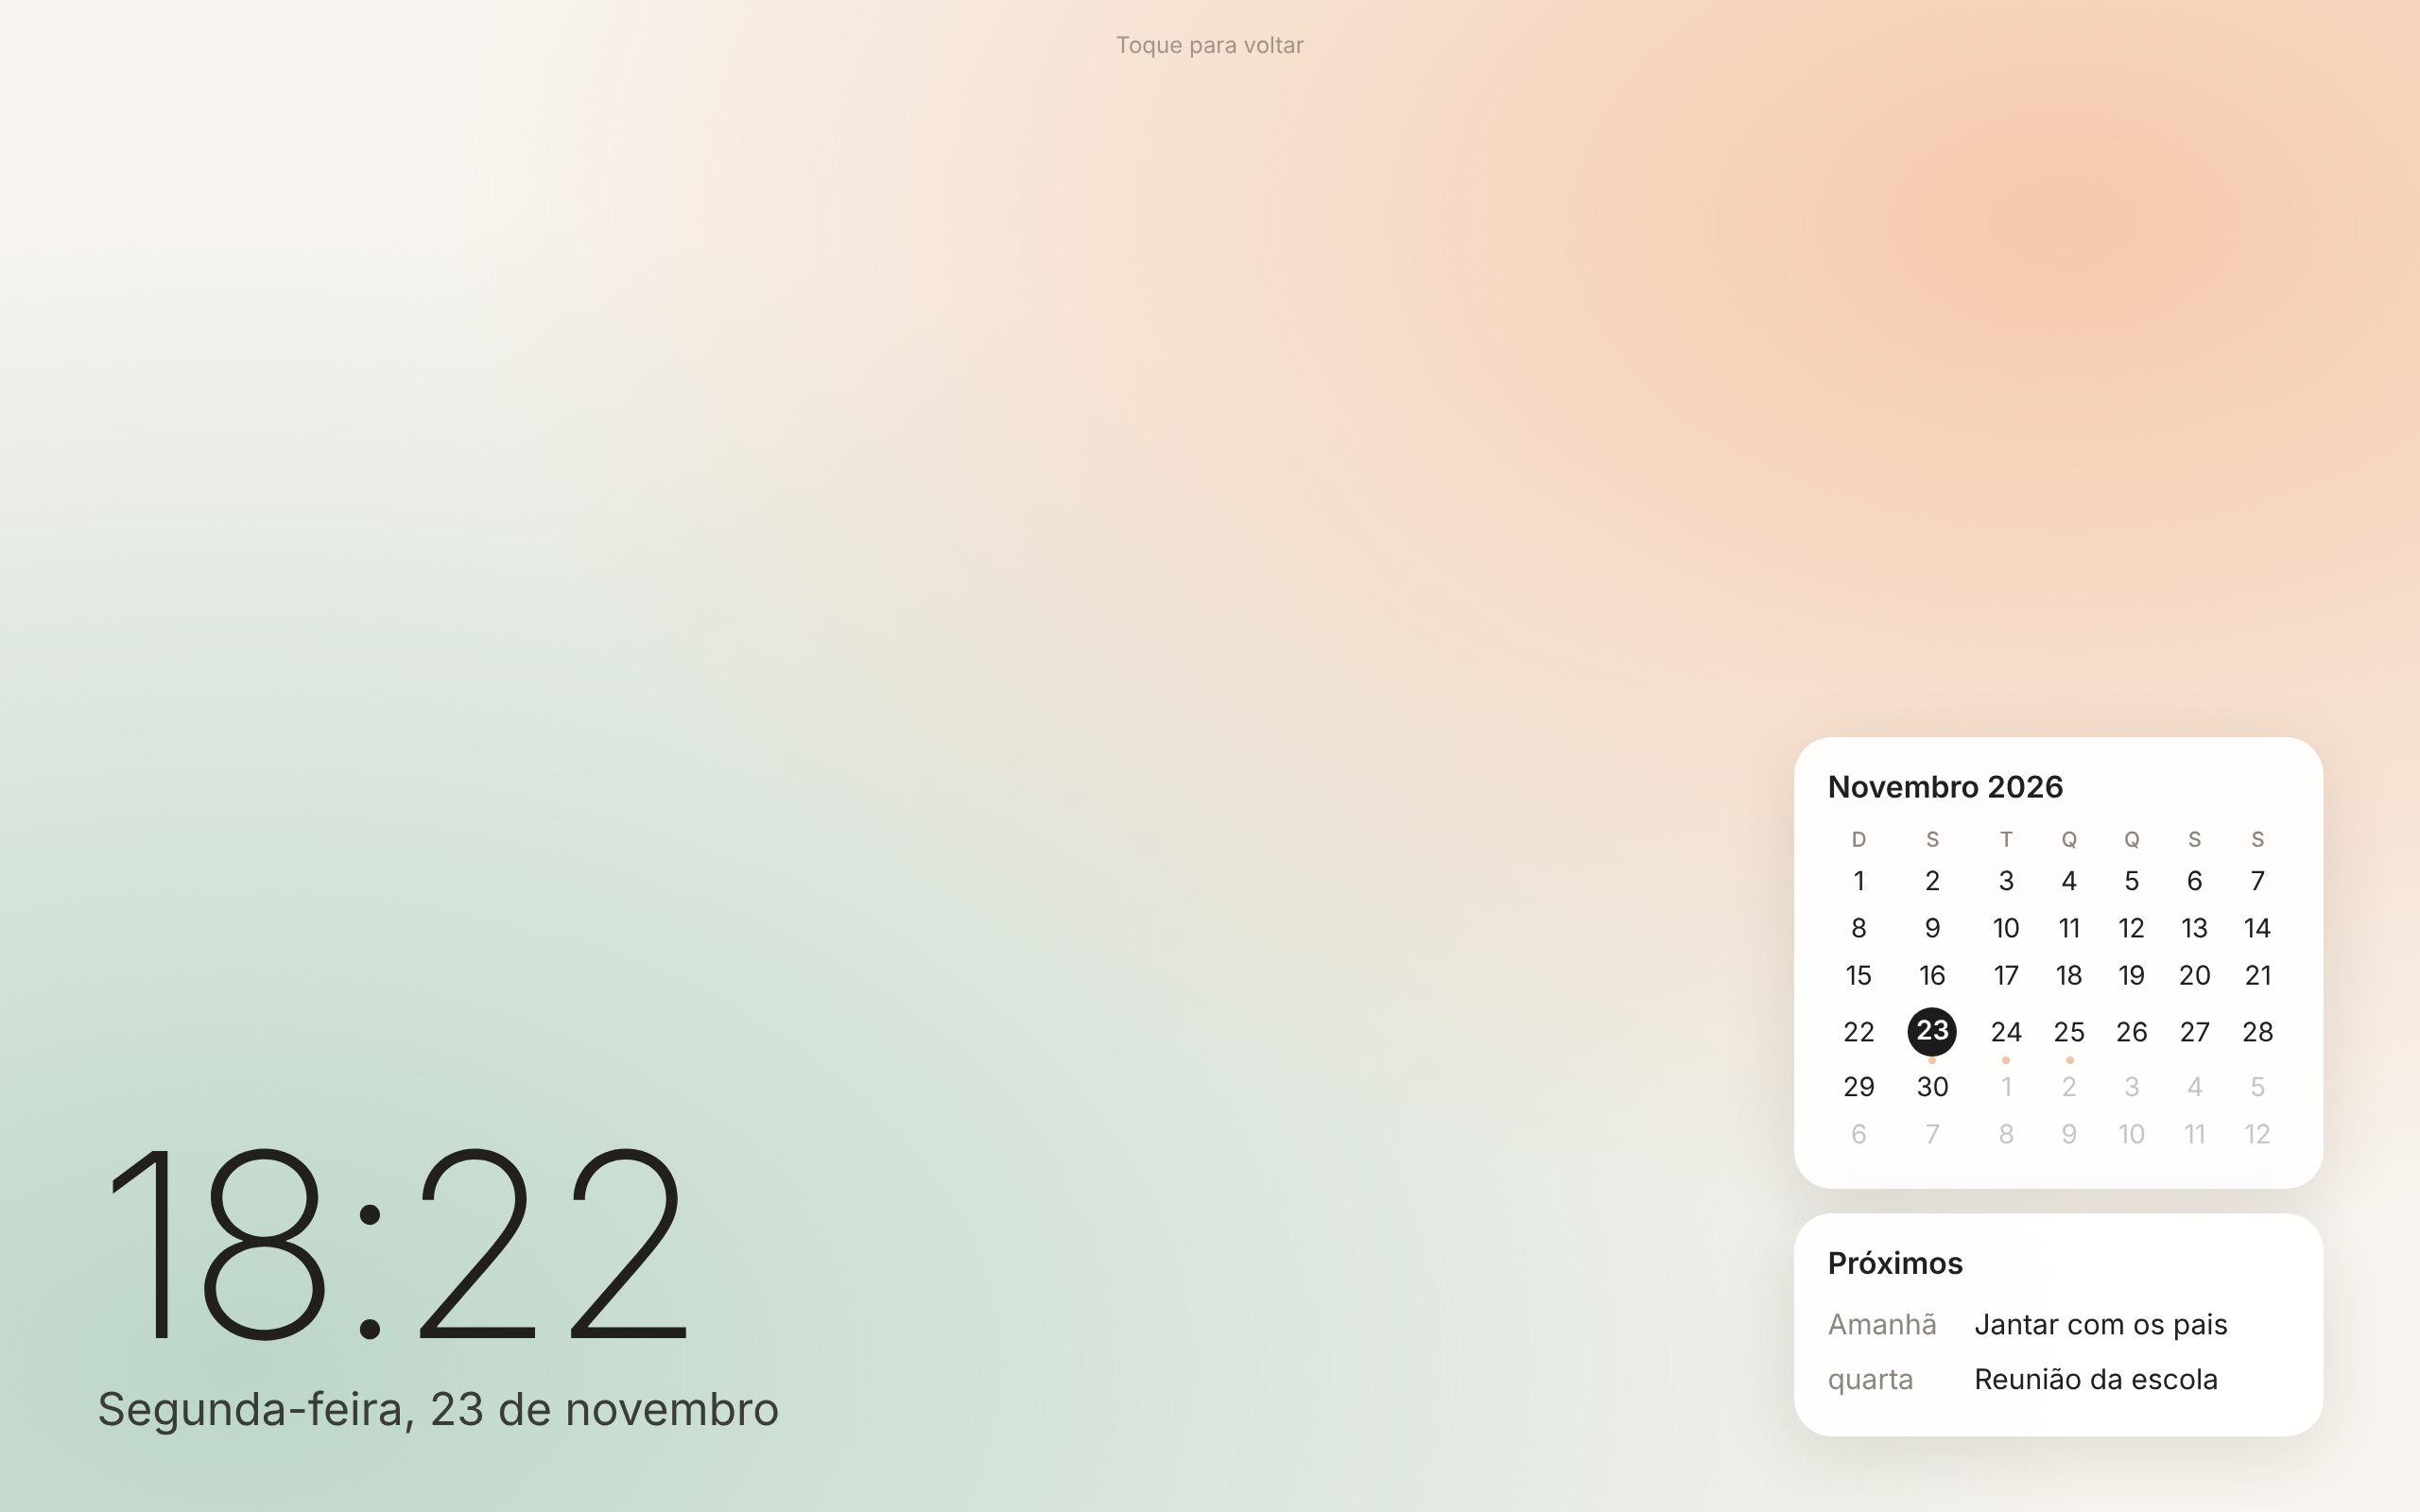 Toque para voltar
18:22
Segunda-feira, 23 de novembro
Novembro 2026
D S T Q Q S S
1 2 3 4 5 6 7
8 9 10 11 12 13 14
15 16 17 18 19 20 21
22 23 24 25 26 27 28
29 30 1 2 3 4 5
6 7 8 9 10 11 12
Próximos
Amanhã Jantar com os pais
quarta Reunião da escola